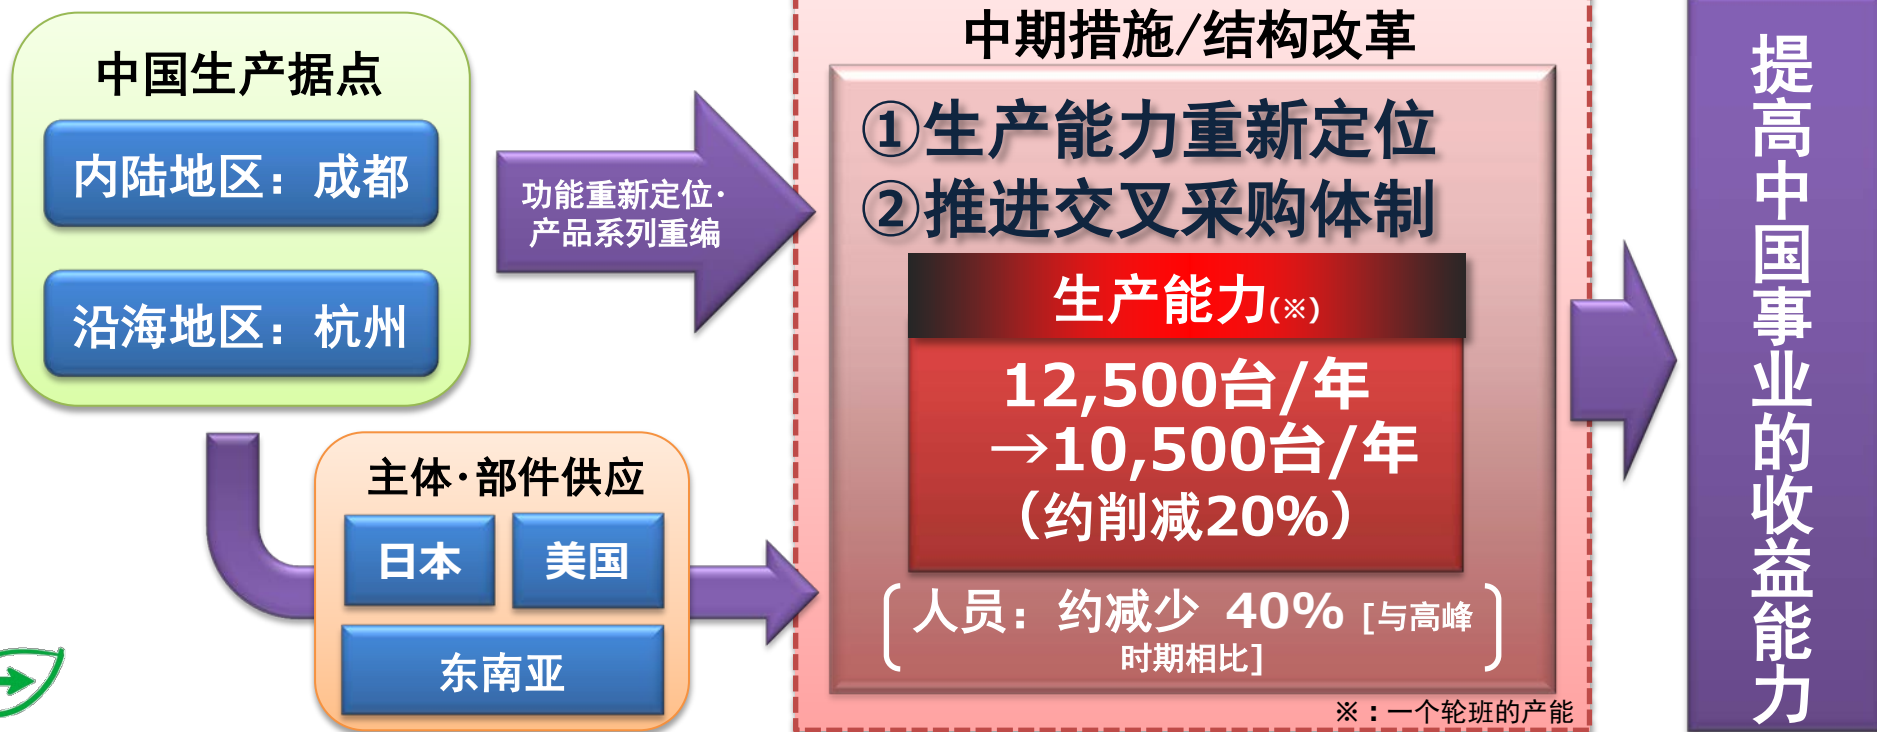 中国生产据点
内陆地区：成都
沿海地区：杭州
功能重新定位·
产品系列重编
主体·部件供应
日本
美国
东南亚
中期措施/结构改革
①生产能力重新定位
②推进交叉采购体制
生产能力(※)
12,500台/年
→10,500台/年
（约削减20%）
人员：约减少 40% [与高峰
时期相比]
※：一个轮班的产能
提高中国事业的收益能力